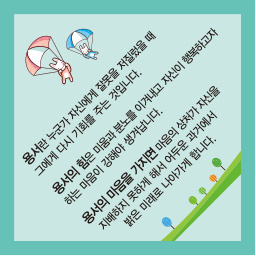 용서란 누군가 자신에게 잘못을 저질렀을 때
그에게 다시 기회를 주는 것입니다.
용서의 힘은 미움과 분노를 이겨내고 자신이 행복하고자
하는 마음이 강해야 생겨납니다.
용서의 마음을 가지면 마음의 상처가 자신을
지배하지 못하게 해서 어두운 과거에서
밝은 미래로 나아가게 합니다.